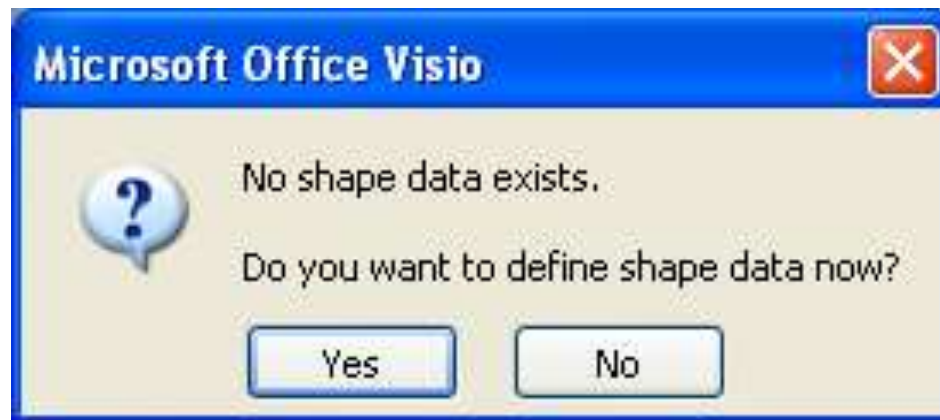 Microsoft Office Visio
No shape data exists.
Do you want to define shape data now?
Yes No